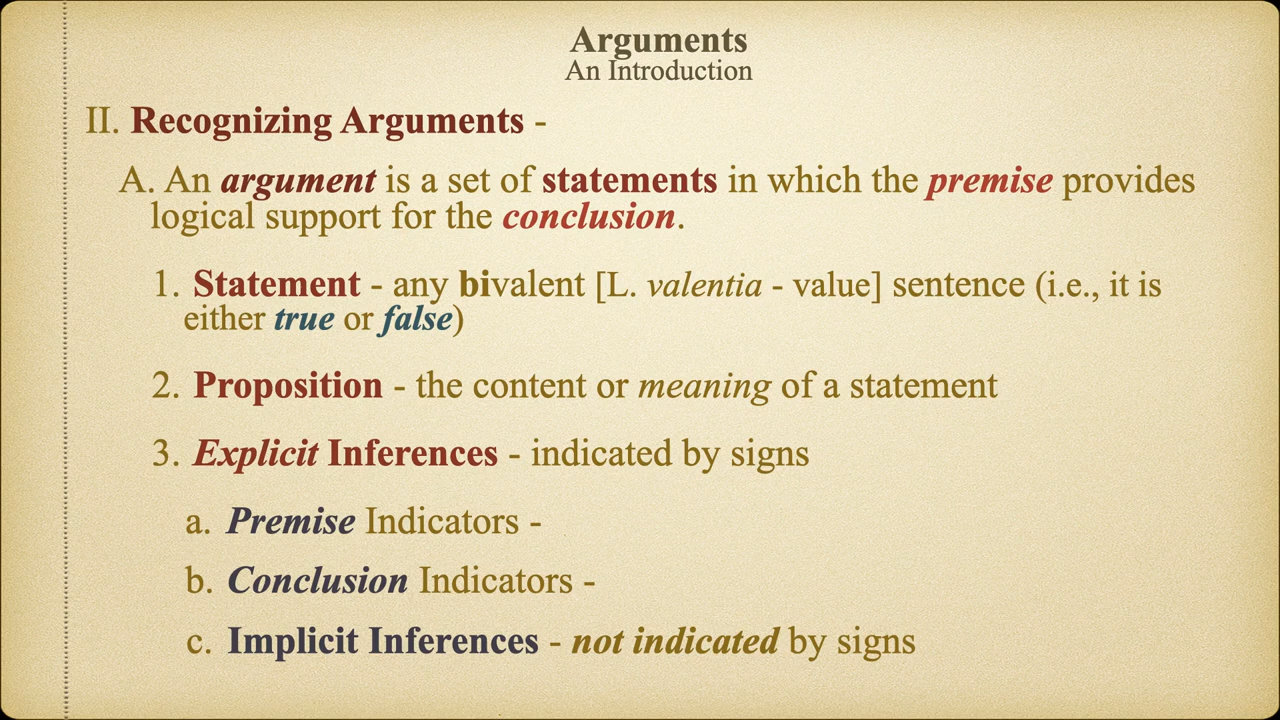 Arguments
An Introduction
II. Recognizing Arguments -
A. An argument is a set of statements in which the premise provides
logical support for the conclusion.
1. Statement - any bivalent [L. valentia - value] sentence (i.e., it is
either true or false)
2. Proposition - the content or meaning of a statement
3. Explicit Inferences - indicated by signs
a. Premise Indicators -
b. Conclusion Indicators -
c. Implicit Inferences - not indicated by signs